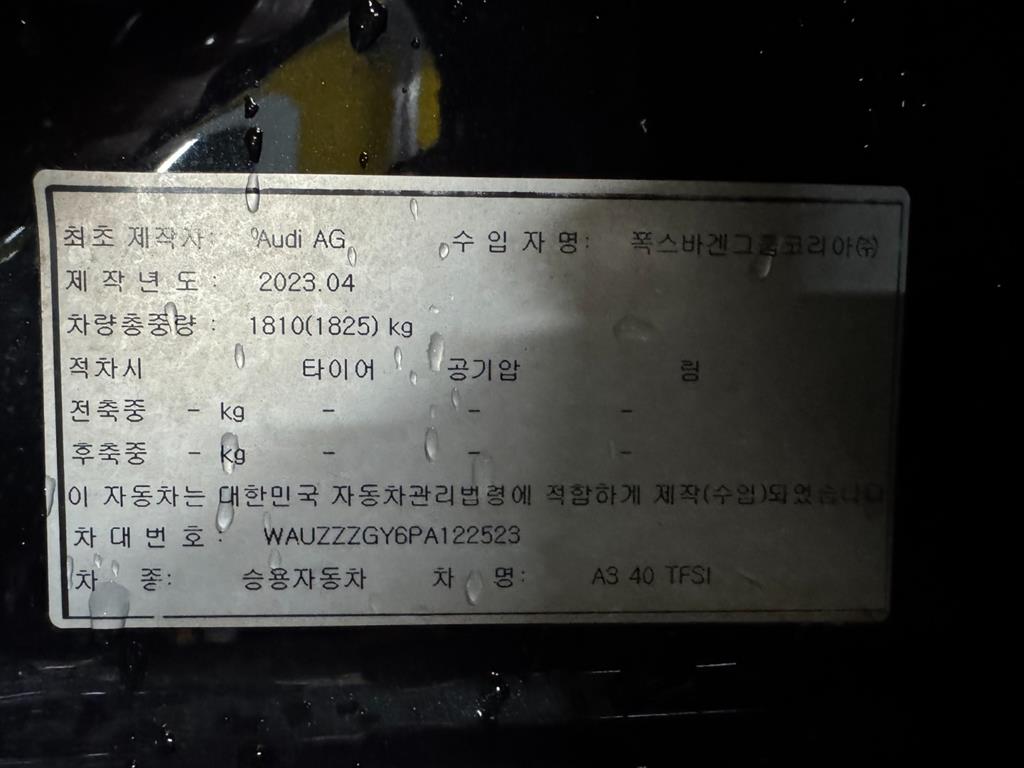 최초 제작자: Audi AG 수 입 자 명: 폭스바겐그룹코리아㈜
제 작 년 도 : 2023.04
차량총중량 : 1810(1825) kg
적차시 타이어 공기압 림
전축중 - kg - - -
후축중 - kg - - -
이 자동차는 대한민국 자동차관리법령에 적합하게 제작(수입)되었습니다
차 대 번 호 : WAUZZZGY6PA122523
차 종: 승용자동차 차 명: A3 40 TFSI